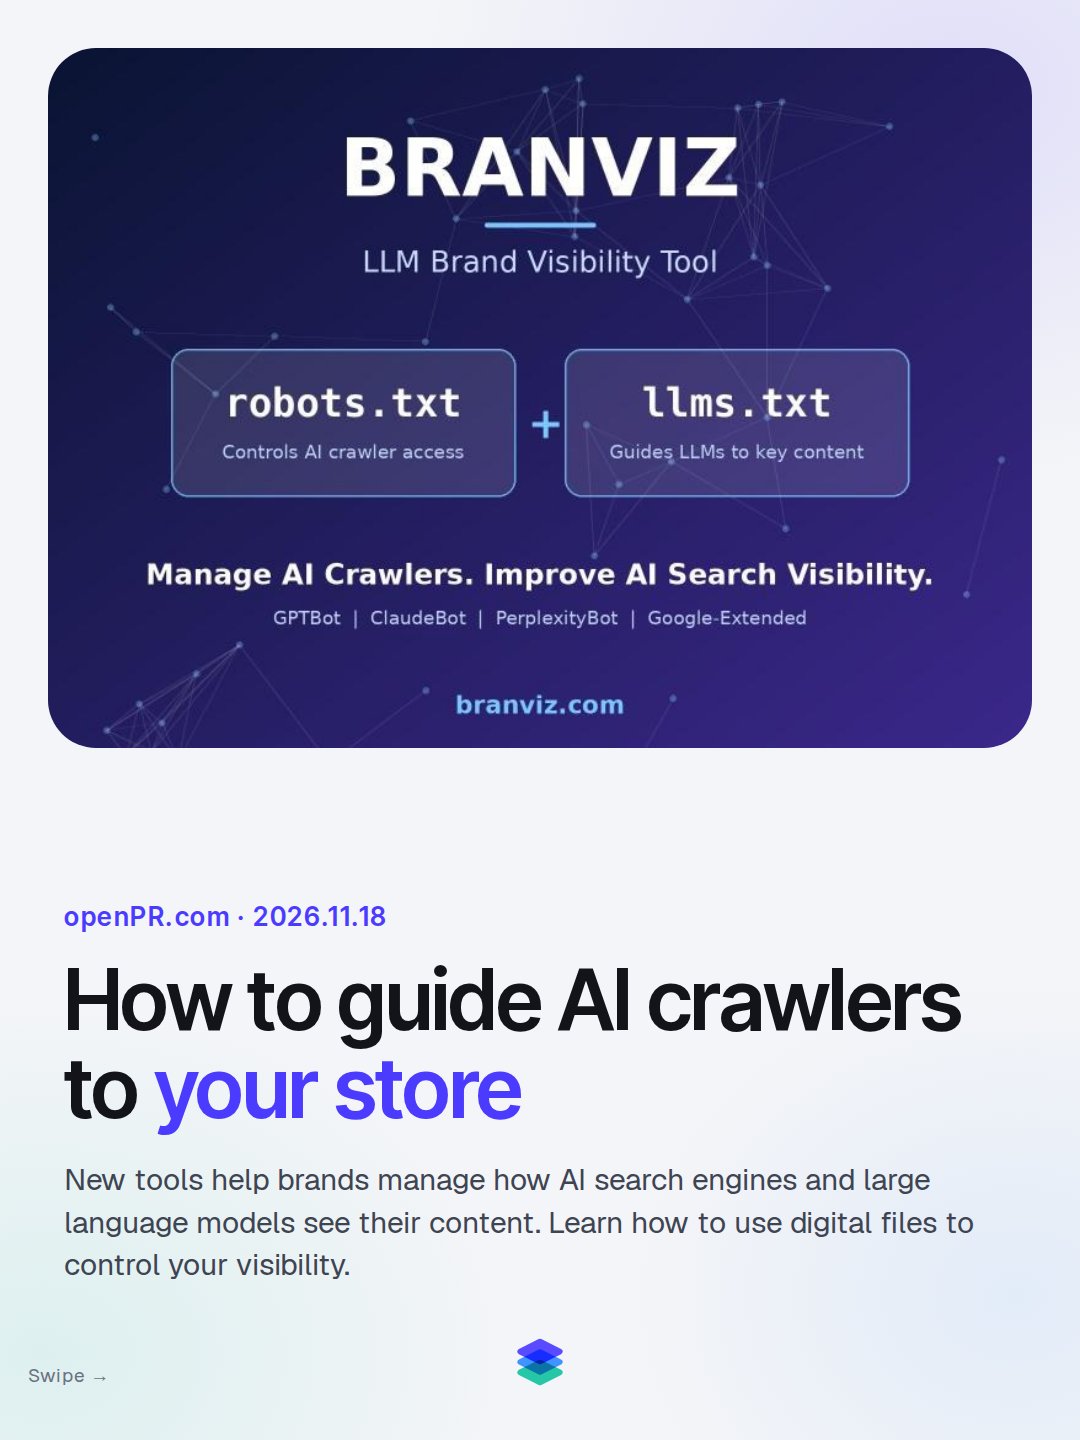 BRANVIZ
LLM Brand Visibility Tool
robots.txt
Controls AI crawler access
+
llms.txt
Guides LLMs to key content
Manage AI Crawlers. Improve AI Search Visibility.
GPTBot | ClaudeBot | PerplexityBot | Google-Extended
branviz.com
openPR.com · 2026.11.18
How to guide AI crawlers
to your store
New tools help brands manage how AI search engines and large
language models see their content. Learn how to use digital files to
control your visibility.
Swipe →